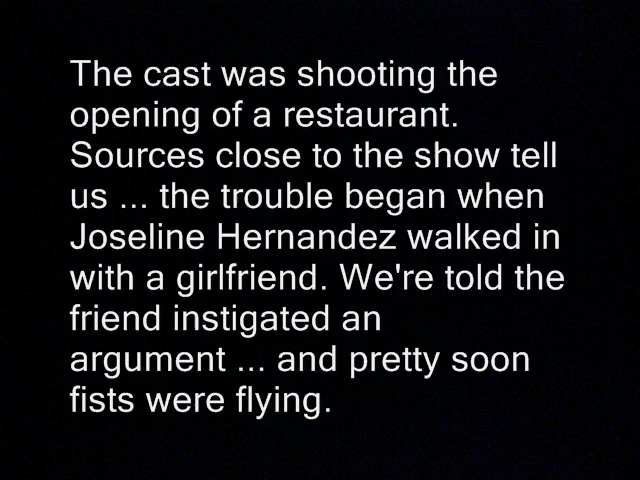 The cast was shooting the
opening of a restaurant.
Sources close to the show tell
us ... the trouble began when
Joseline Hernandez walked in
with a girlfriend. We're told the
friend instigated an
argument ... and pretty soon
fists were flying.